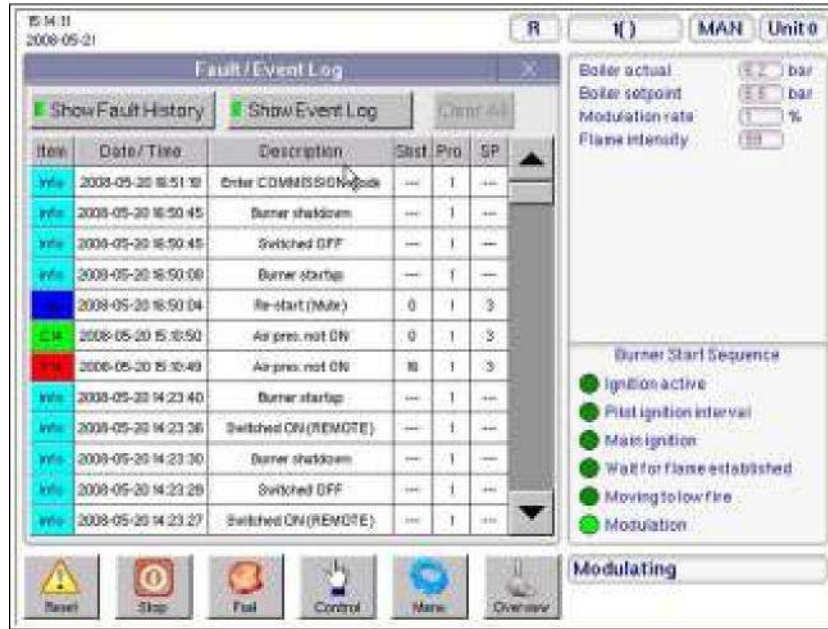 15:14:11
2008-05-21
R
1( )
MAN
Unit 0
Fault/Event Log
X
Show Fault History
Show Event Log
Clear All
Item Date/Time Description Sbst. Pro SP
Info 2008-05-20 16:51:19 Enter COMMISSION mode --- 1 ---
Info 2008-05-20 16:50:45 Burner shutdown --- 1 ---
Info 2008-05-20 16:50:45 Switched OFF --- 1 ---
Info 2008-05-20 16:50:08 Burner startup --- 1 ---
2008-05-20 16:50:04 Re-start (Mute) 0 1 3
2008-05-20 15:10:50 Air pres. not ON 0 1 3
2008-05-20 15:10:49 Air pres. not ON 1 3
Info 2008-05-20 14:23:40 Burner startup --- 1 ---
Info 2008-05-20 14:23:36 Switched ON (REMOTE) --- 1 ---
Info 2008-05-20 14:23:30 Burner shutdown --- 1 ---
Info 2008-05-20 14:23:29 Switched OFF --- 1 ---
Info 2008-05-20 14:23:27 Switched ON (REMOTE) --- 1 ---
Boiler actual bar
Boiler setpoint bar
Modulation rate %
Flame intensity
Burner Start Sequence
Ignition active
Pilot ignition interval
Main ignition
Wait for flame established
Moving to low fire
Modulation
Modulating
Reset
Stop
Fuel
Control
Menu
Overview